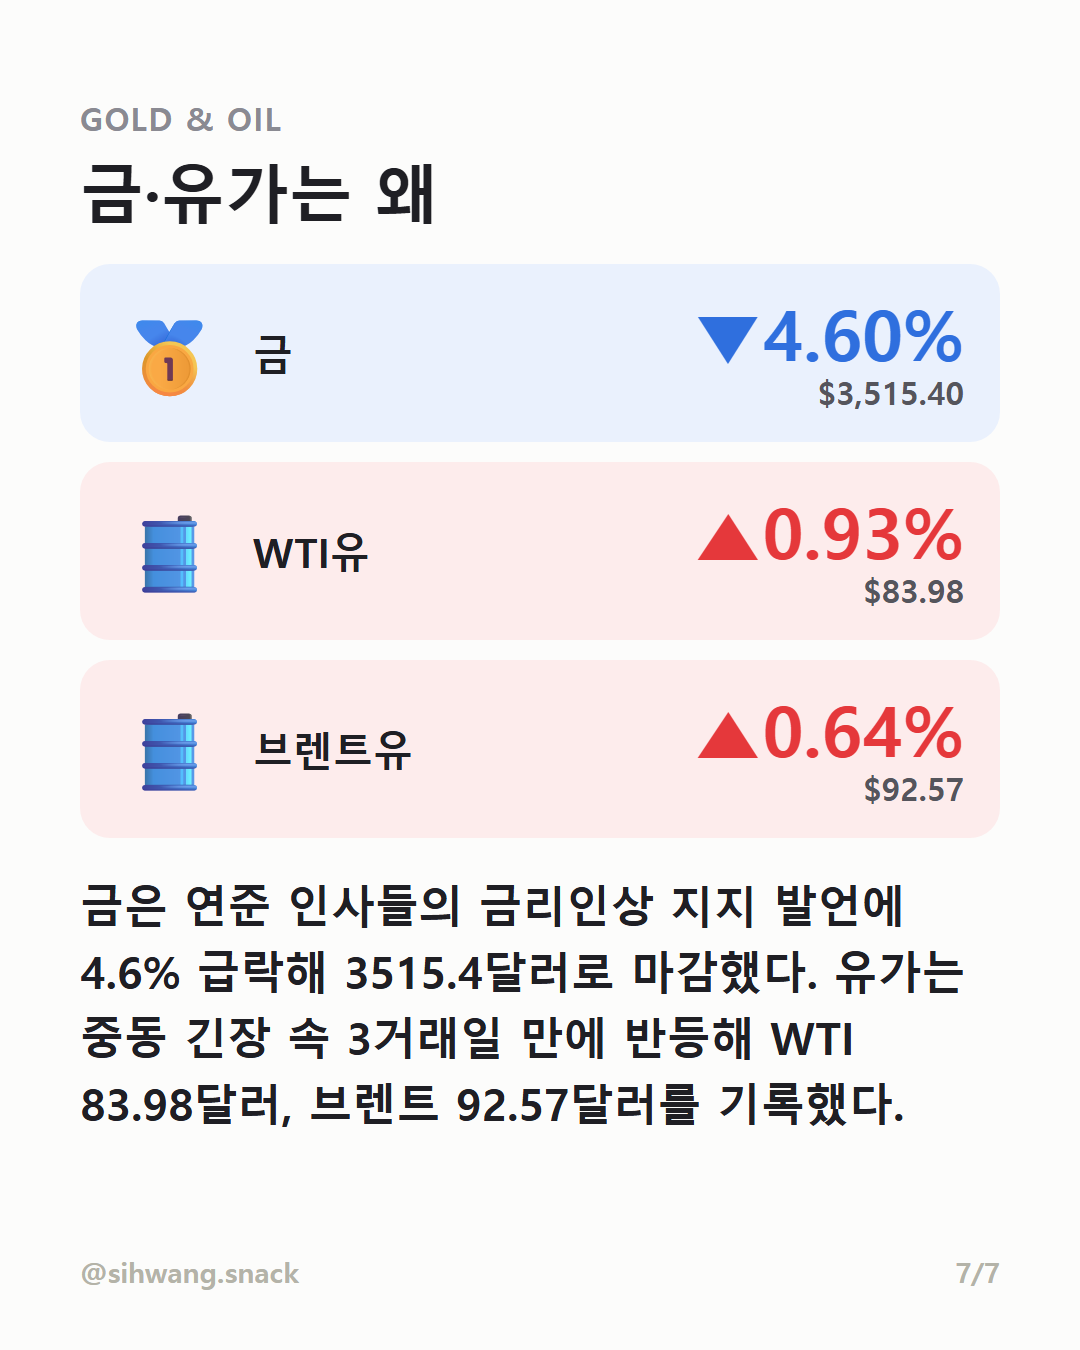 GOLD & OIL
금·유가는 왜
1
금
▼4.60%
$3,515.40
WTI유
▲0.93%
$83.98
브렌트유
▲0.64%
$92.57
금은 연준 인사들의 금리인상 지지 발언에
4.6% 급락해 3515.4달러로 마감했다. 유가는
중동 긴장 속 3거래일 만에 반등해 WTI
83.98달러, 브렌트 92.57달러를 기록했다.
@sihwang.snack
7/7